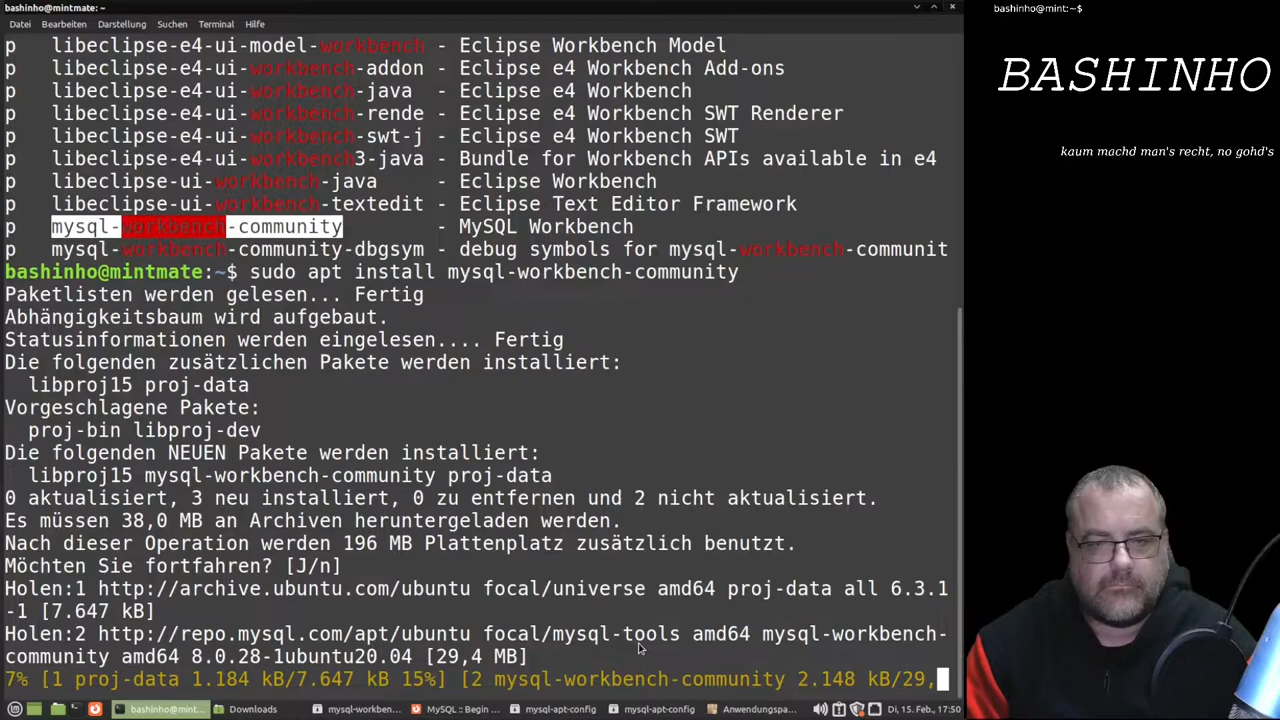 bashinho@mintmate: ~
Datei Bearbeiten Darstellung Suchen Terminal Hilfe
p libeclipse-e4-ui-model-workbench - Eclipse Workbench Model
p libeclipse-e4-ui-workbench-addon - Eclipse e4 Workbench Add-ons
p libeclipse-e4-ui-workbench-java - Eclipse e4 Workbench
p libeclipse-e4-ui-workbench-rende - Eclipse e4 Workbench SWT Renderer
p libeclipse-e4-ui-workbench-swt-j - Eclipse e4 Workbench SWT
p libeclipse-e4-ui-workbench3-java - Bundle for Workbench APIs available in e4
p libeclipse-ui-workbench-java - Eclipse Workbench
p libeclipse-ui-workbench-textedit - Eclipse Text Editor Framework
p mysql-workbench-community - MySQL Workbench
p mysql-workbench-community-dbgsym - debug symbols for mysql-workbench-communit
bashinho@mintmate:~$ sudo apt install mysql-workbench-community
Paketlisten werden gelesen... Fertig
Abhängigkeitsbaum wird aufgebaut.
Statusinformationen werden eingelesen.... Fertig
Die folgenden zusätzlichen Pakete werden installiert:
libproj15 proj-data
Vorgeschlagene Pakete:
proj-bin libproj-dev
Die folgenden NEUEN Pakete werden installiert:
libproj15 mysql-workbench-community proj-data
0 aktualisiert, 3 neu installiert, 0 zu entfernen und 2 nicht aktualisiert.
Es müssen 38,0 MB an Archiven heruntergeladen werden.
Nach dieser Operation werden 196 MB Plattenplatz zusätzlich benutzt.
Möchten Sie fortfahren? [J/n]
Holen:1 http://archive.ubuntu.com/ubuntu focal/universe amd64 proj-data all 6.3.1
-1 [7.647 kB]
Holen:2 http://repo.mysql.com/apt/ubuntu focal/mysql-tools amd64 mysql-workbench-
community amd64 8.0.28-1ubuntu20.04 [29,4 MB]
7% [1 proj-data 1.184 kB/7.647 kB 15%] [2 mysql-workbench-community 2.148 kB/29,
bashinho@mint... Downloads mysql-workben... MySQL :: Begin ... mysql-apt-config mysql-apt-config Anwendungspa... Di, 15. Feb., 17:50
bashinho@mint:~$
BASHINHO
kaum machd man's recht, no gohd's